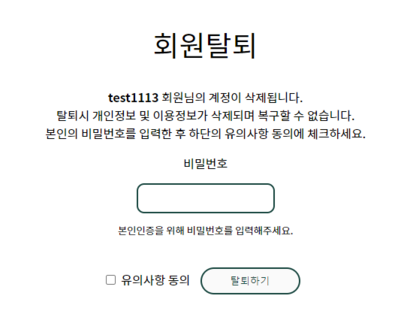 회원탈퇴
test1113 회원님의 계정이 삭제됩니다.
탈퇴시 개인정보 및 이용정보가 삭제되며 복구할 수 없습니다.
본인의 비밀번호를 입력한 후 하단의 유의사항 동의에 체크하세요.
비밀번호
본인인증을 위해 비밀번호를 입력해주세요.
유의사항 동의 탈퇴하기